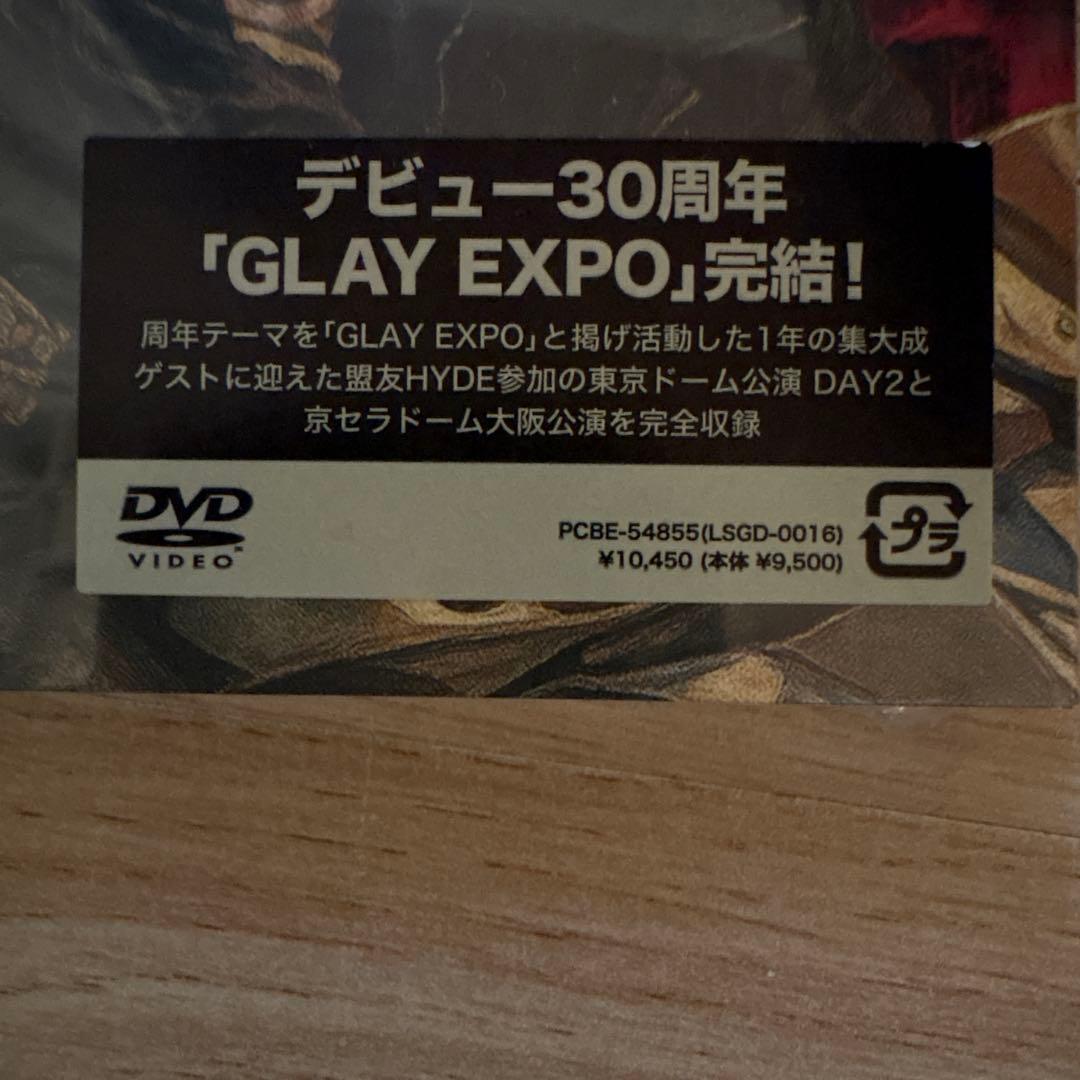 デビュー30周年
「GLAY EXPO」完結!
周年テーマを「GLAY EXPO」と掲げ活動した1年の集大成
ゲストに迎えた盟友HYDE参加の東京ドーム公演 DAY2と
京セラドーム大阪公演を完全収録
DVD
VIDEO
PCBE-54855(LSGD-0016)
¥10,450 (本体 ¥9,500)
プラ